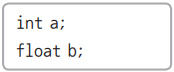 int a;
float b;